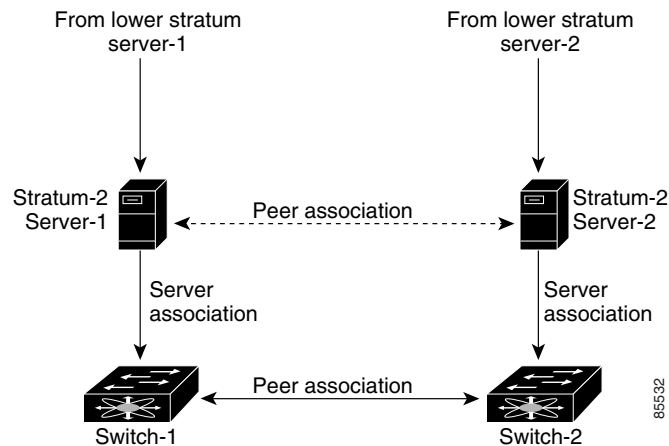 From lower stratum
server-1
From lower stratum
server-2
Stratum-2
Server-1
Peer association
Stratum-2
Server-2
Server
association
Server
association
Peer association
Switch-1
Switch-2
85532